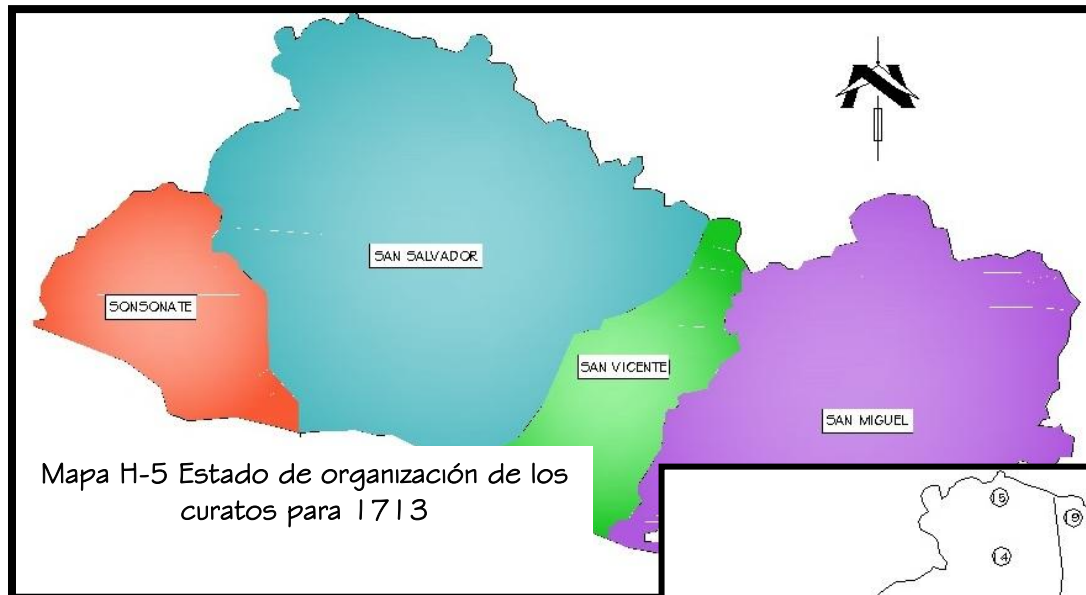 N
SAN SALVADOR
SONSONATE
SAN VICENTE
SAN MIGUEL
Mapa H-5 Estado de organización de los
curatos para 1713
15
19
14